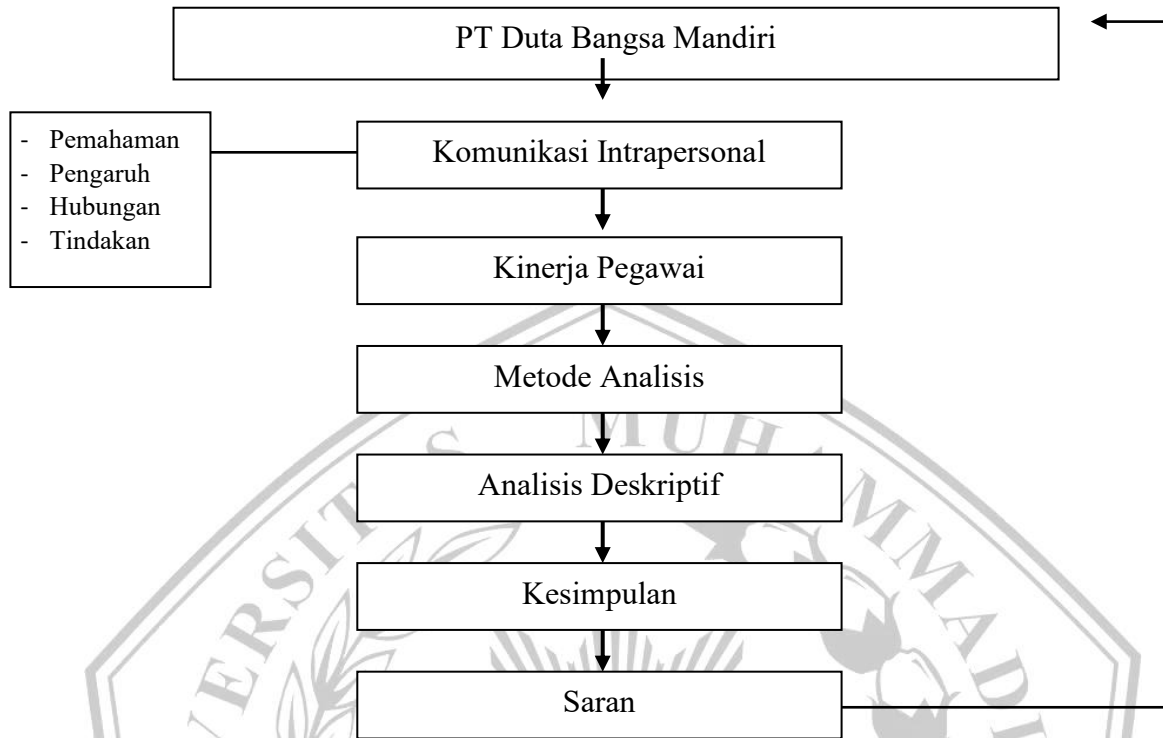 PT Duta Bangsa Mandiri
- Pemahaman
- Pengaruh
- Hubungan
- Tindakan
Komunikasi Intrapersonal
Kinerja Pegawai
Metode Analisis
Analisis Deskriptif
Kesimpulan
Saran